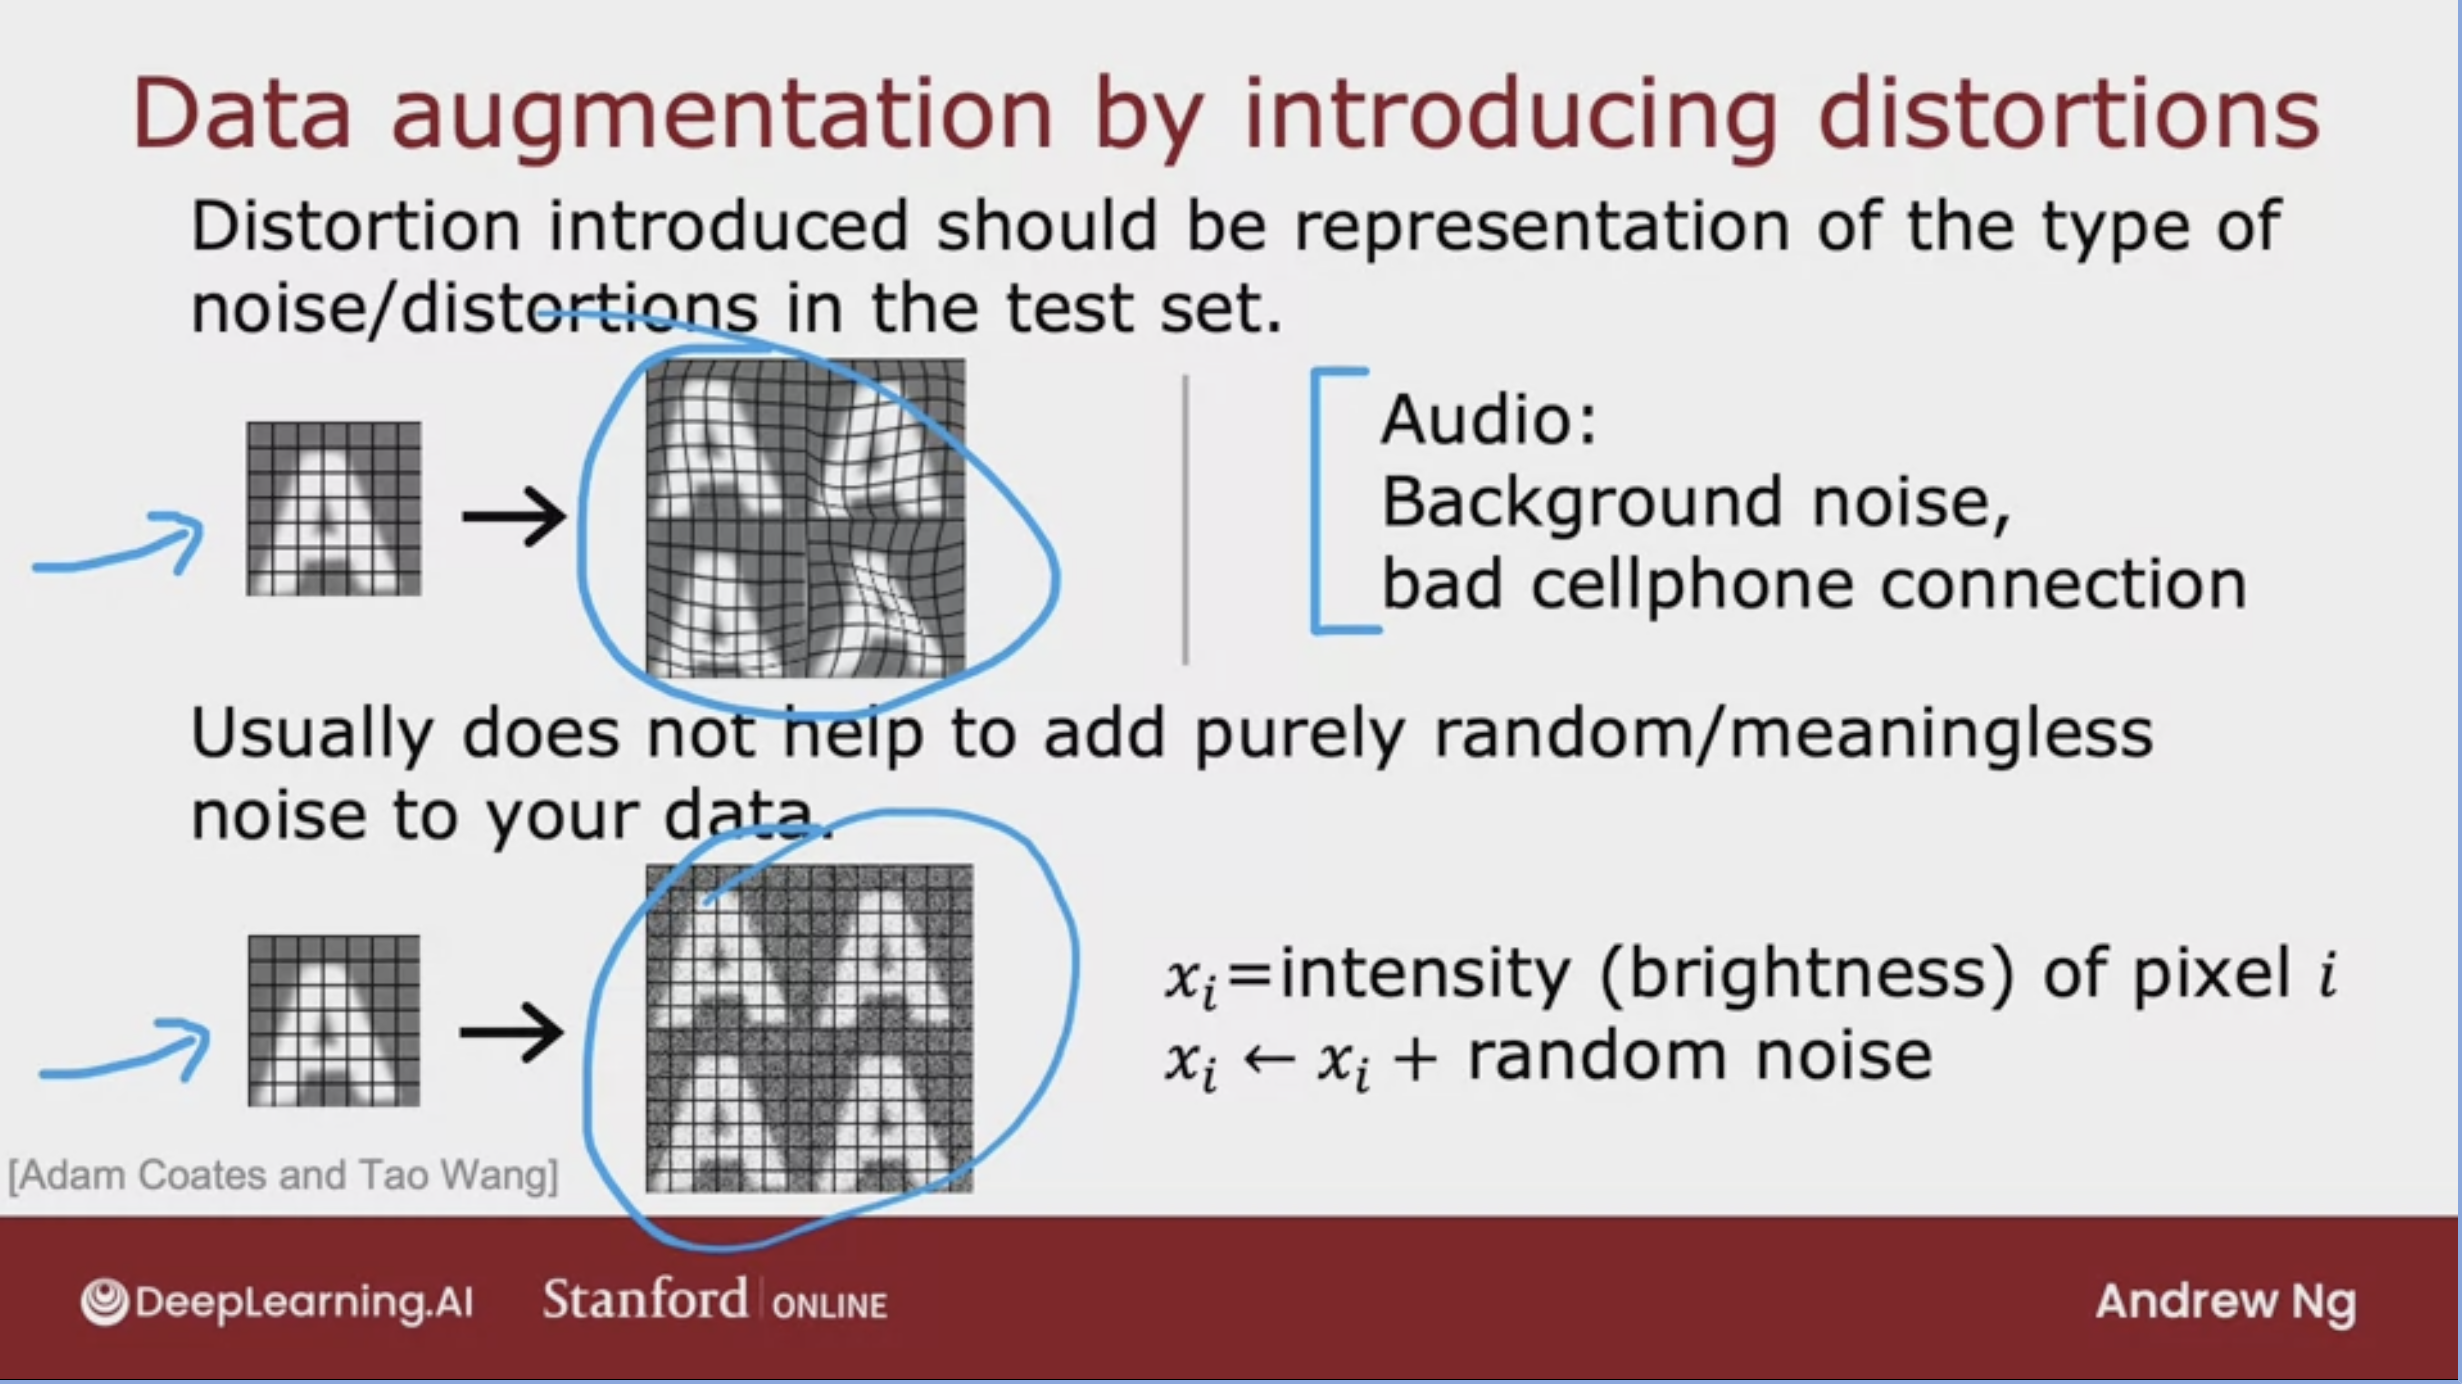 Data augmentation by introducing distortions
Distortion introduced should be representation of the type of
noise/distortions in the test set.
Audio:
Background noise,
bad cellphone connection
Usually does not help to add purely random/meaningless
noise to your data.
x_i=intensity (brightness) of pixel i
x_i ← x_i + random noise
[Adam Coates and Tao Wang]
DeepLearning.AI
Stanford | ONLINE
Andrew Ng